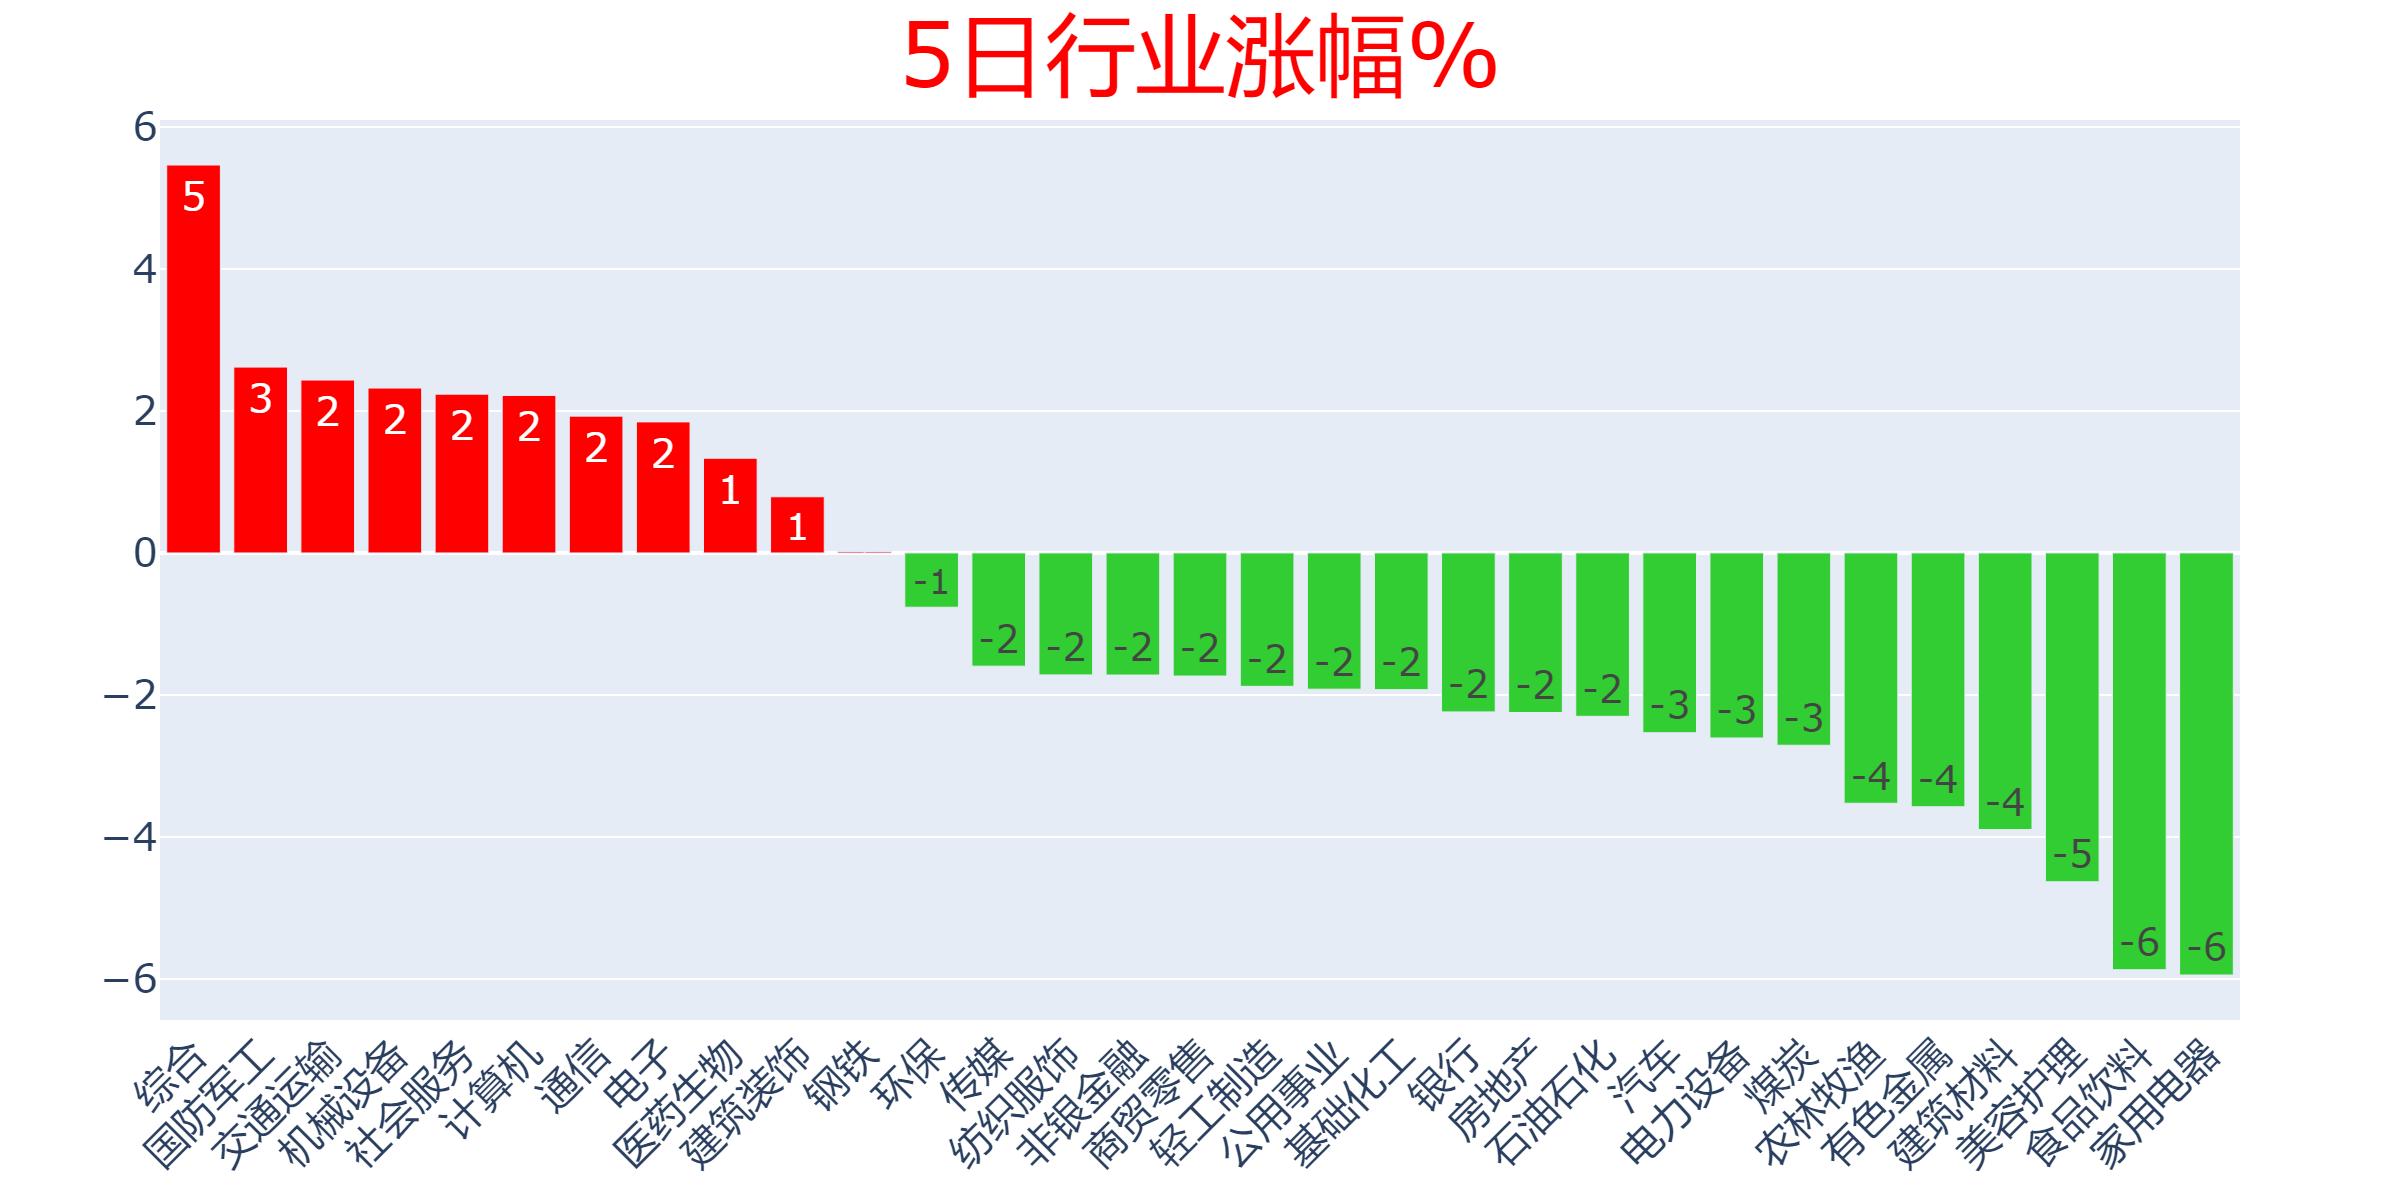 5日行业涨幅%
6
4
2
0
−2
−4
−6
5
3
2
2
2
2
2
2
1
1
-1
-2
-2
-2
-2
-2
-2
-2
-2
-2
-2
-3
-3
-3
-4
-4
-4
-5
-6
-6
综合
国防军工
交通运输
机械设备
社会服务
计算机
通信
电子
医药生物
建筑装饰
钢铁
环保
传媒
纺织服饰
非银金融
商贸零售
轻工制造
公用事业
基础化工
银行
房地产
石油石化
汽车
电力设备
煤炭
农林牧渔
有色金属
建筑材料
美容护理
食品饮料
家用电器